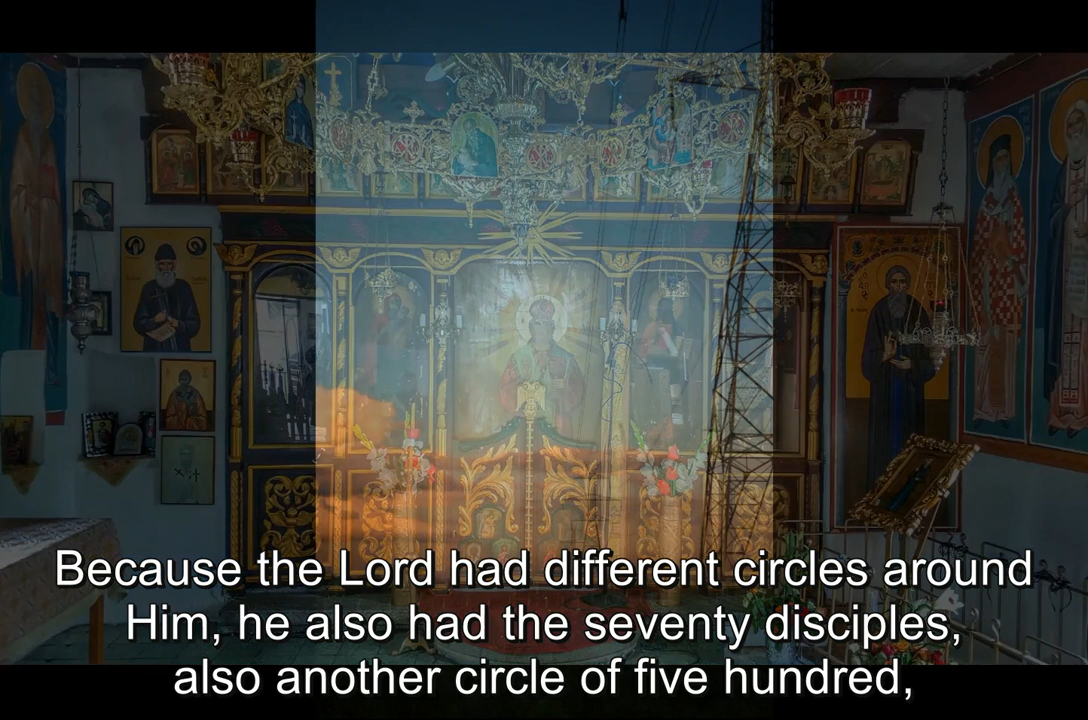 Because the Lord had different circles around
Him, he also had the seventy disciples,
also another circle of five hundred,